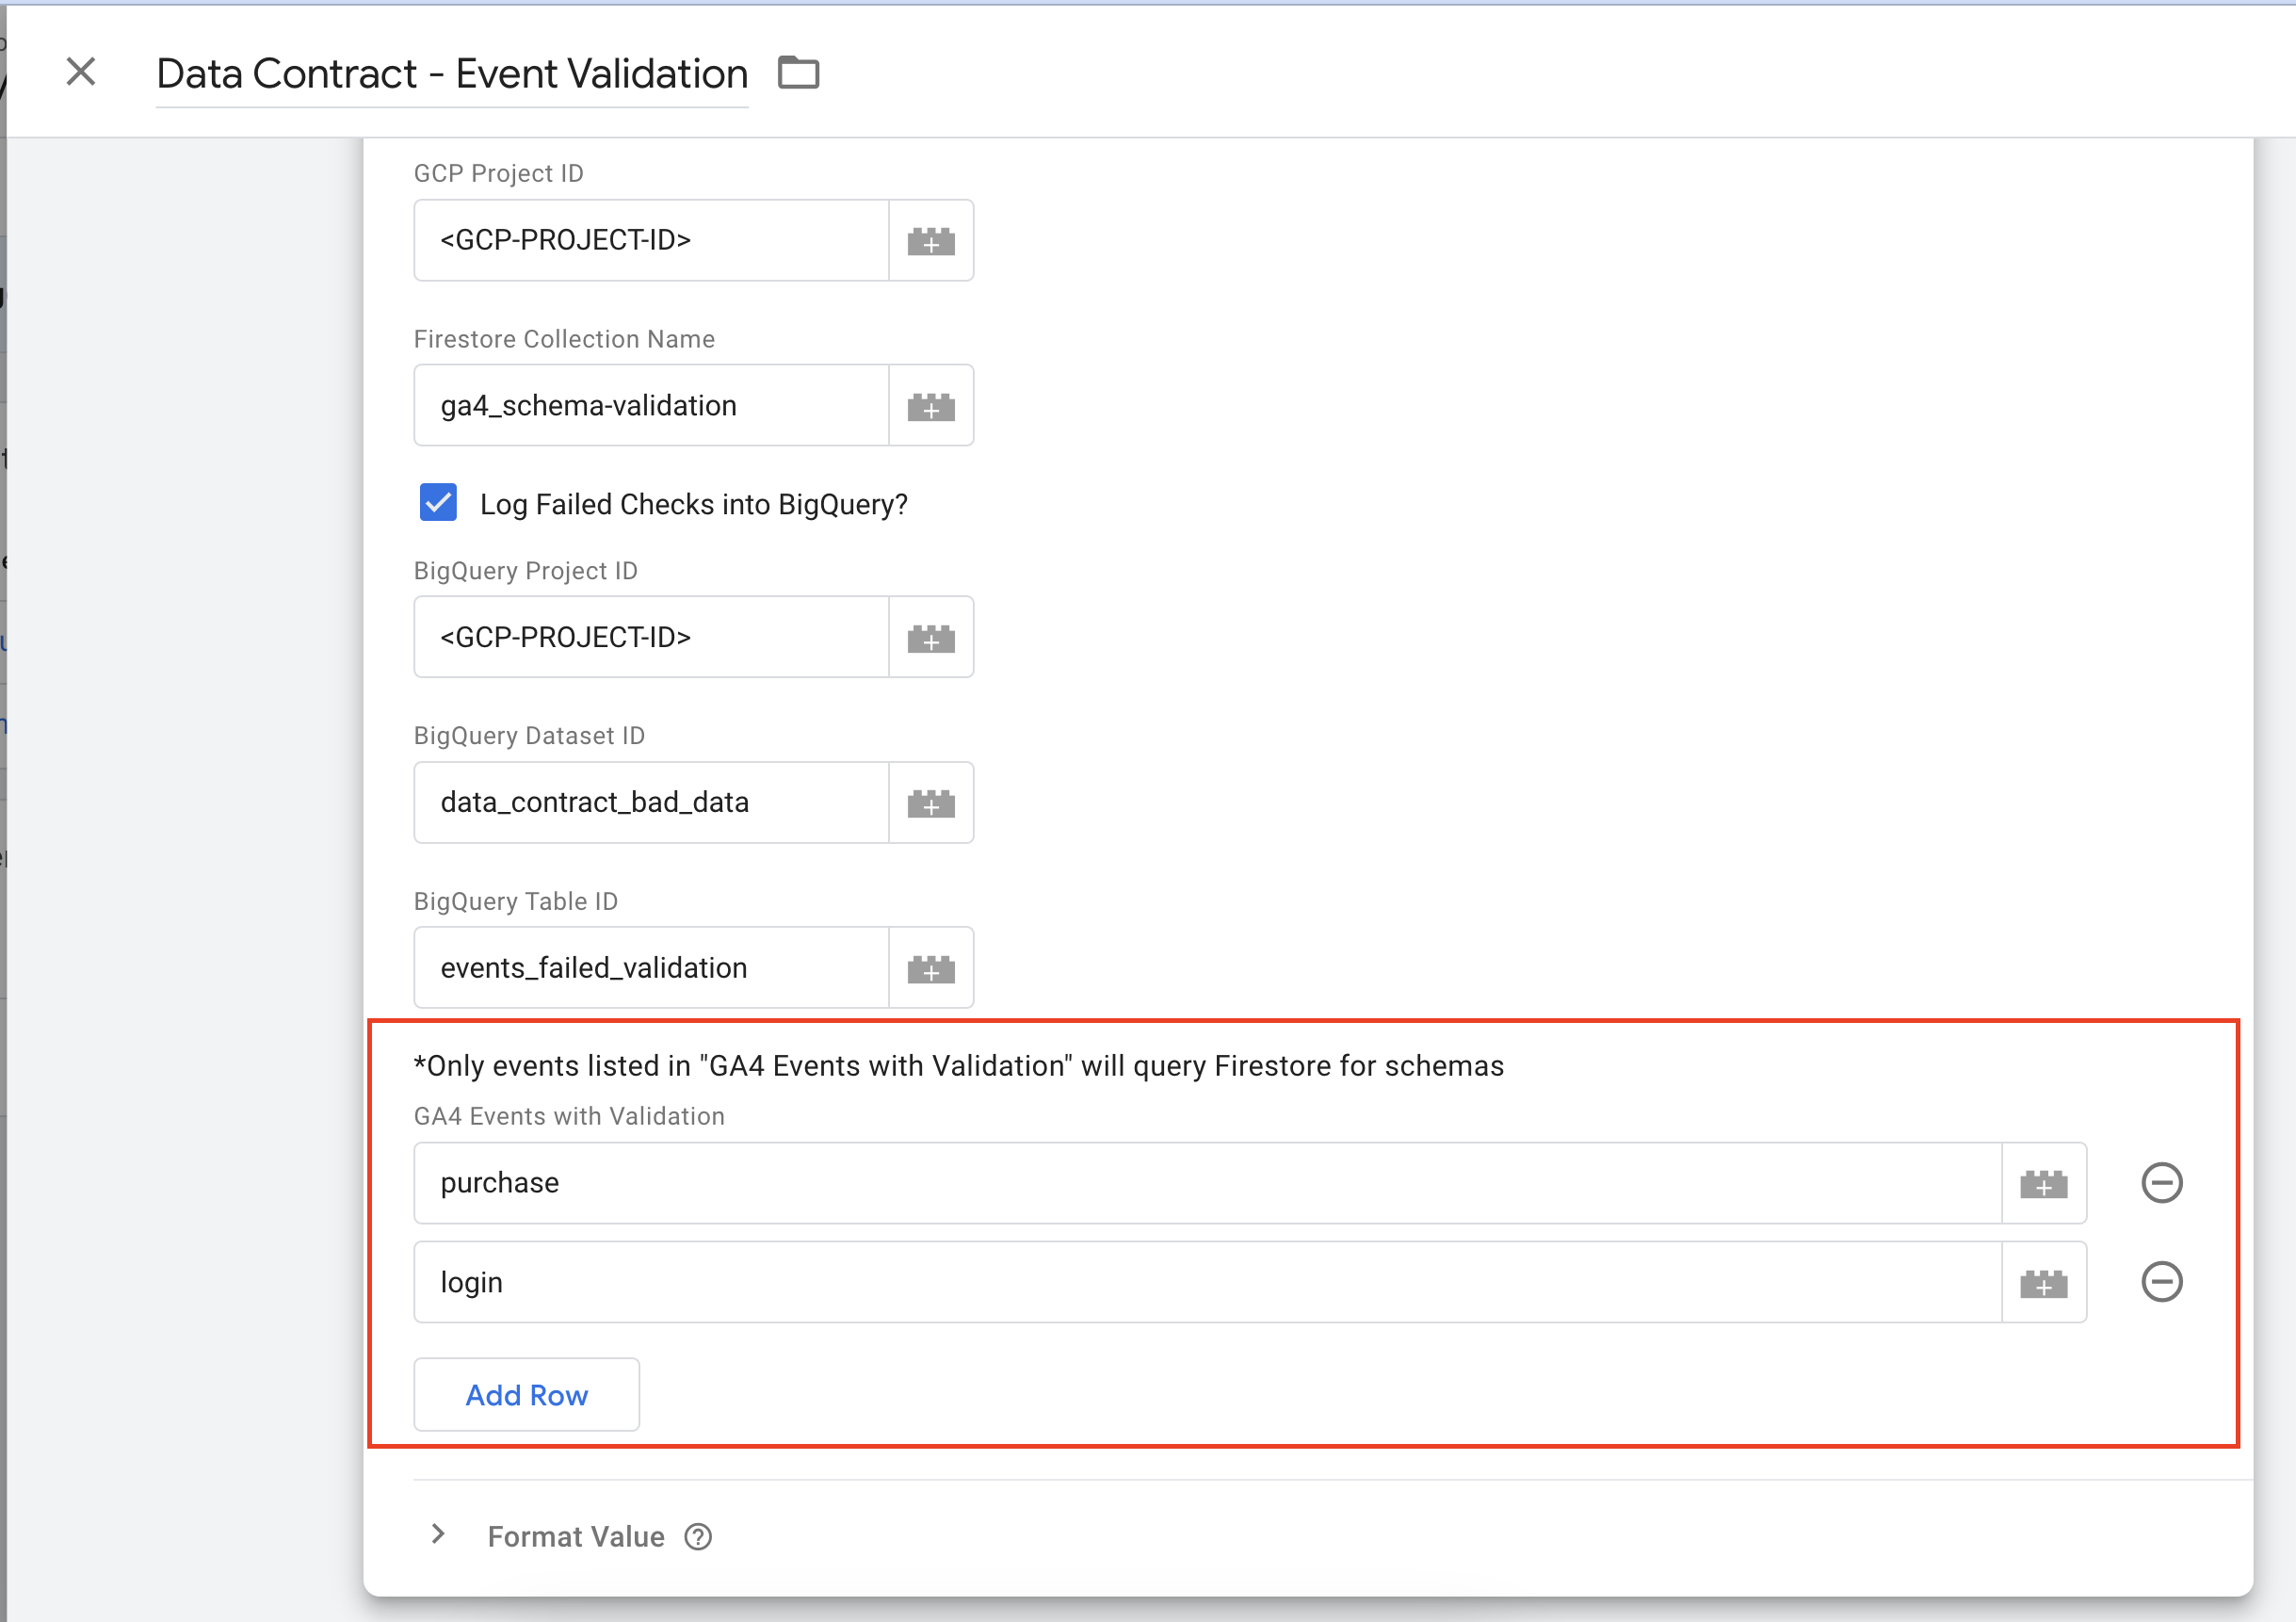 Data Contract - Event Validation
GCP Project ID
<GCP-PROJECT-ID>
Firestore Collection Name
ga4_schema-validation
Log Failed Checks into BigQuery?
BigQuery Project ID
<GCP-PROJECT-ID>
BigQuery Dataset ID
data_contract_bad_data
BigQuery Table ID
events_failed_validation
*Only events listed in "GA4 Events with Validation" will query Firestore for schemas
GA4 Events with Validation
purchase
login
Add Row
Format Value